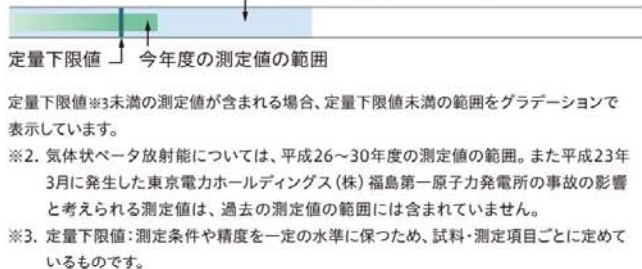 定量下限値
今年度の測定値の範囲
定量下限値※3未満の測定値が含まれる場合、定量下限値未満の範囲をグラデーションで
表示しています。
※2. 気体状ベータ放射能については、平成26～30年度の測定値の範囲。また平成23年
3月に発生した東京電力ホールディングス(株)福島第一原子力発電所の事故の影響
と考えられる測定値は、過去の測定値の範囲には含まれていません。
※3. 定量下限値:測定条件や精度を一定の水準に保つため、試料・測定項目ごとに定めて
いるものです。